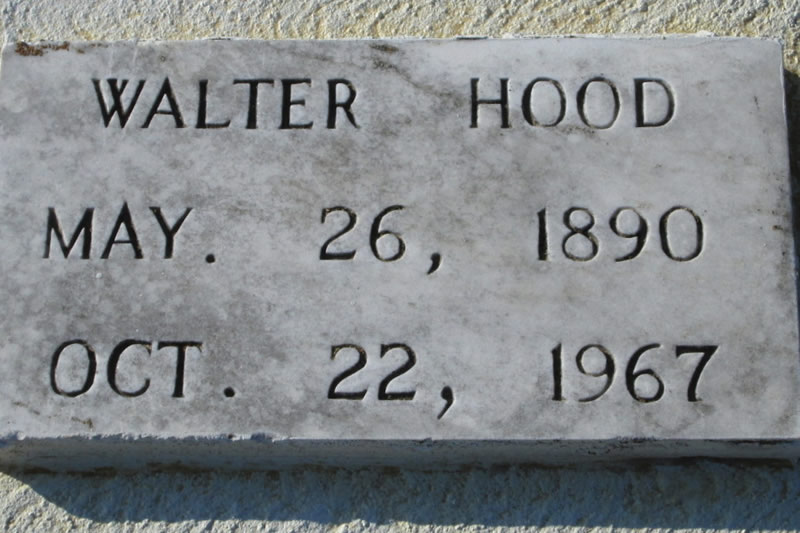 WALTER HOOD
MAY. 26, 1890
OCT. 22, 1967